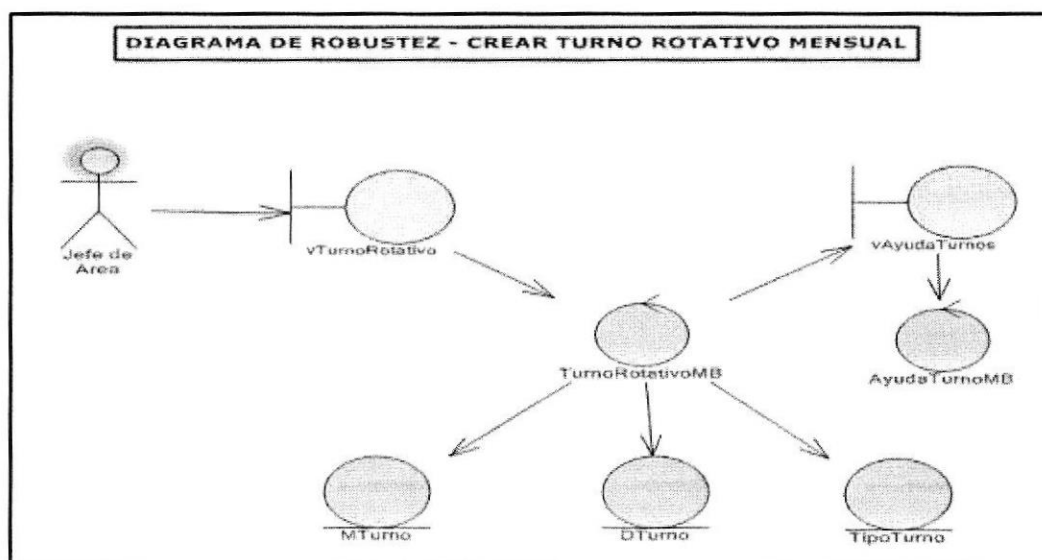 DIAGRAMA DE ROBUSTEZ - CREAR TURNO ROTATIVO MENSUAL
Jefe de
Area
vTurnoRotativo
vAyudaTurnos
TurnoRotativoMB
AyudaTurnoMB
MTurno
DTurno
TipoTurno